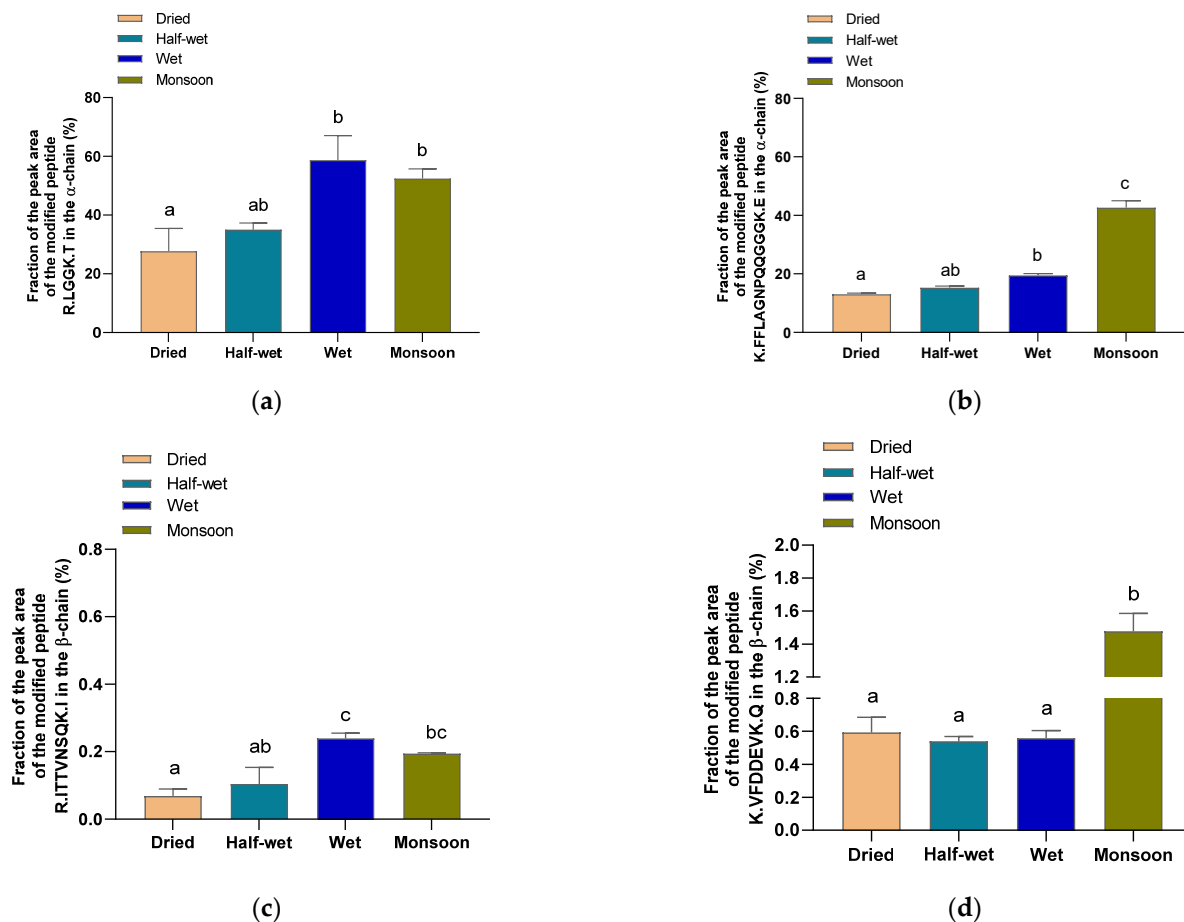 Dried
Half-wet
Wet
Monsoon
Fraction of the peak area
of the modified peptide
R.LGGK.T in the α-chain (%)
80
60
40
20
0
a
ab
b
b
Dried Half-wet Wet Monsoon
(a)
Dried
Half-wet
Wet
Monsoon
Fraction of the peak area
of the modified peptide
K.FFLAGNPQQGGGK.E in the α-chain (%)
80
60
40
20
0
a
ab
b
c
Dried Half-wet Wet Monsoon
(b)
Dried
Half-wet
Wet
Monsoon
Fraction of the peak area
of the modified peptide
R.ITTVNSQK.I in the β-chain (%)
0.8
0.6
0.4
0.2
0.0
a
ab
c
bc
Dried Half-wet Wet Monsoon
(c)
Dried
Half-wet
Wet
Monsoon
Fraction of the peak area
of the modified peptide
K.VFDDEVK.Q in the β-chain (%)
2.0
1.8
1.6
1.4
1.2
0.8
0.6
0.4
0.2
0.0
a
a
a
b
Dried Half-wet Wet Monsoon
(d)